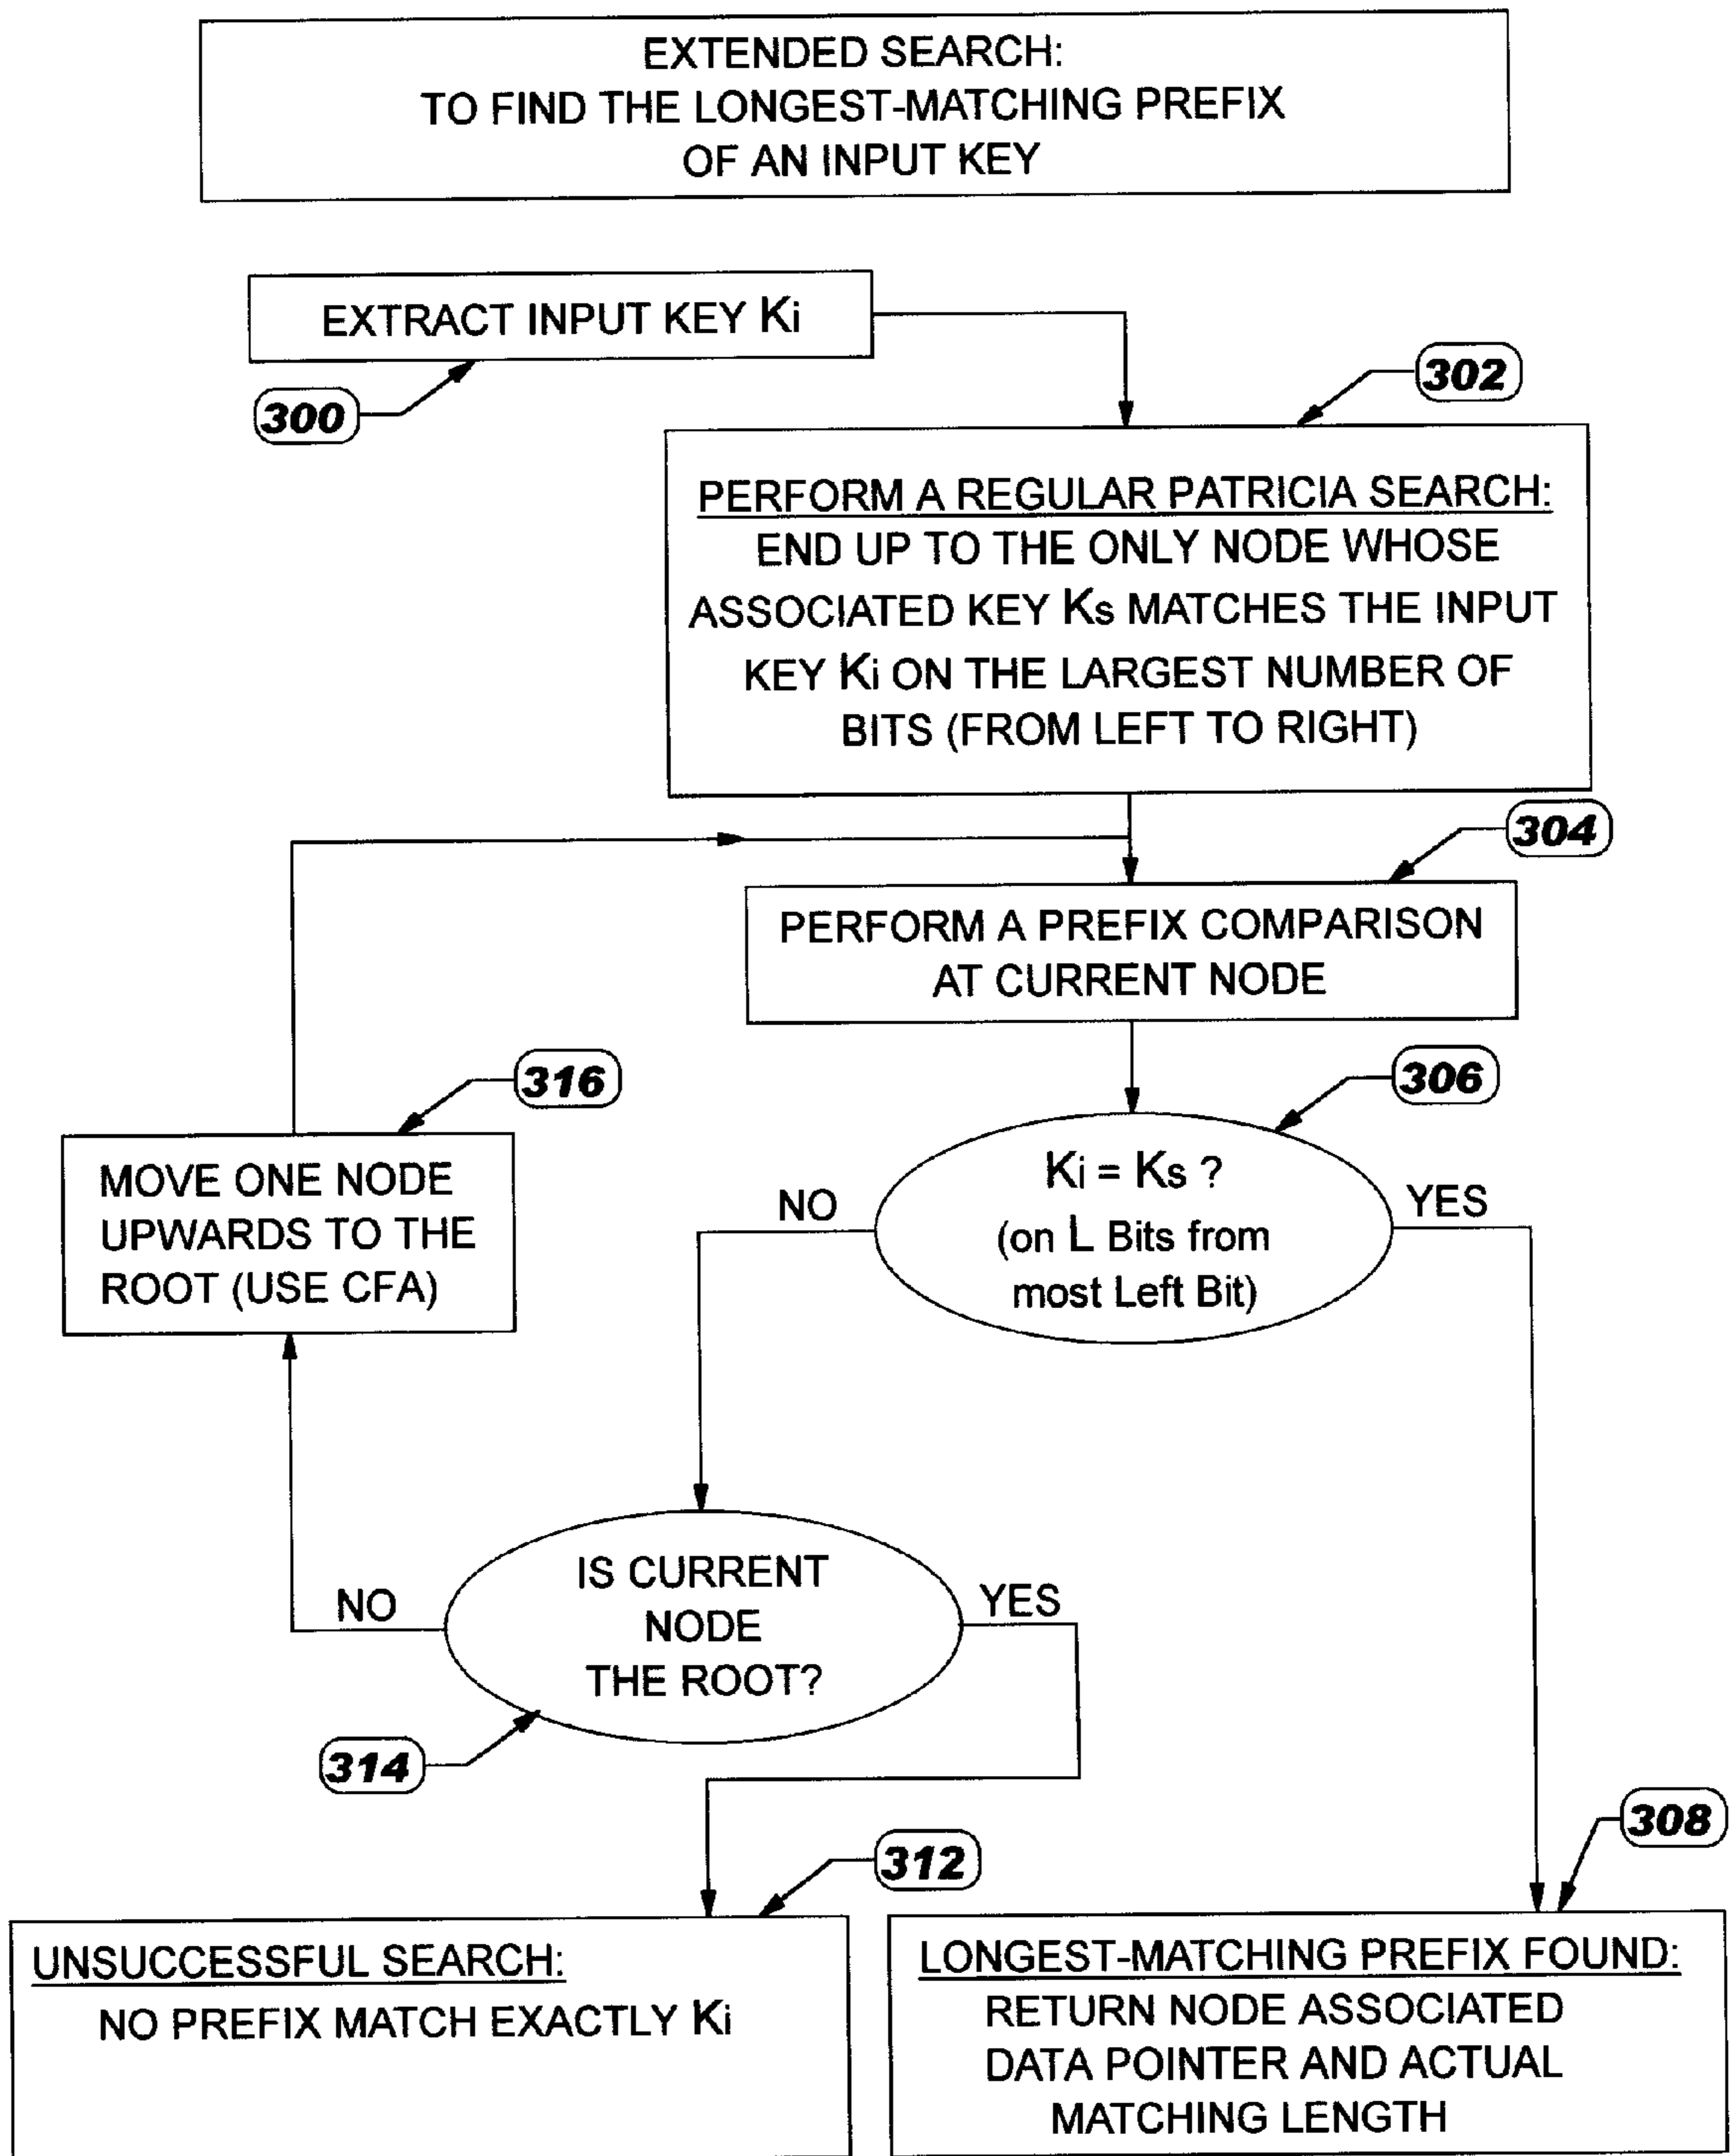 EXTENDED SEARCH:
TO FIND THE LONGEST-MATCHING PREFIX
OF AN INPUT KEY
EXTRACT INPUT KEY Ki
300
302
PERFORM A REGULAR PATRICIA SEARCH:
END UP TO THE ONLY NODE WHOSE
ASSOCIATED KEY Ks MATCHES THE INPUT
KEY Ki ON THE LARGEST NUMBER OF
BITS (FROM LEFT TO RIGHT)
304
PERFORM A PREFIX COMPARISON
AT CURRENT NODE
316
306
MOVE ONE NODE
UPWARDS TO THE
ROOT (USE CFA)
NO
Ki = Ks ?
(on L Bits from
most Left Bit)
YES
NO
IS CURRENT
NODE
THE ROOT?
YES
314
312
308
UNSUCCESSFUL SEARCH:
NO PREFIX MATCH EXACTLY Ki
LONGEST-MATCHING PREFIX FOUND:
RETURN NODE ASSOCIATED
DATA POINTER AND ACTUAL
MATCHING LENGTH